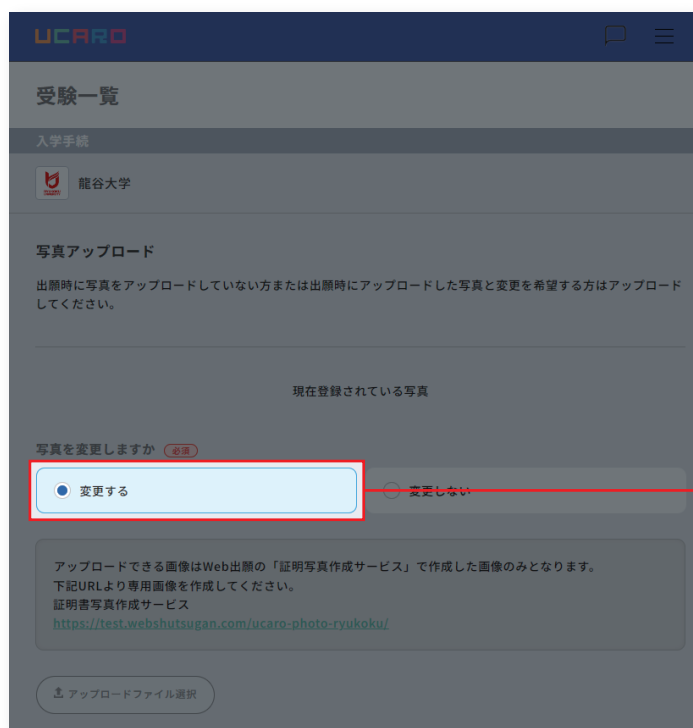 UCARO
受験一覧
入学手続
龍谷大学
写真アップロード
出願時に写真をアップロードしていない方または出願時にアップロードした写真と変更を希望する方はアップロード
してください。
現在登録されている写真
写真を変更しますか 必須
変更する 変更しない
アップロードできる画像はWeb出願の「証明写真作成サービス」で作成した画像のみとなります。
下記URLより専用画像を作成してください。
証明書写真作成サービス
https://test.webshutsugan.com/ucaro-photo-ryukoku/
アップロードファイル選択